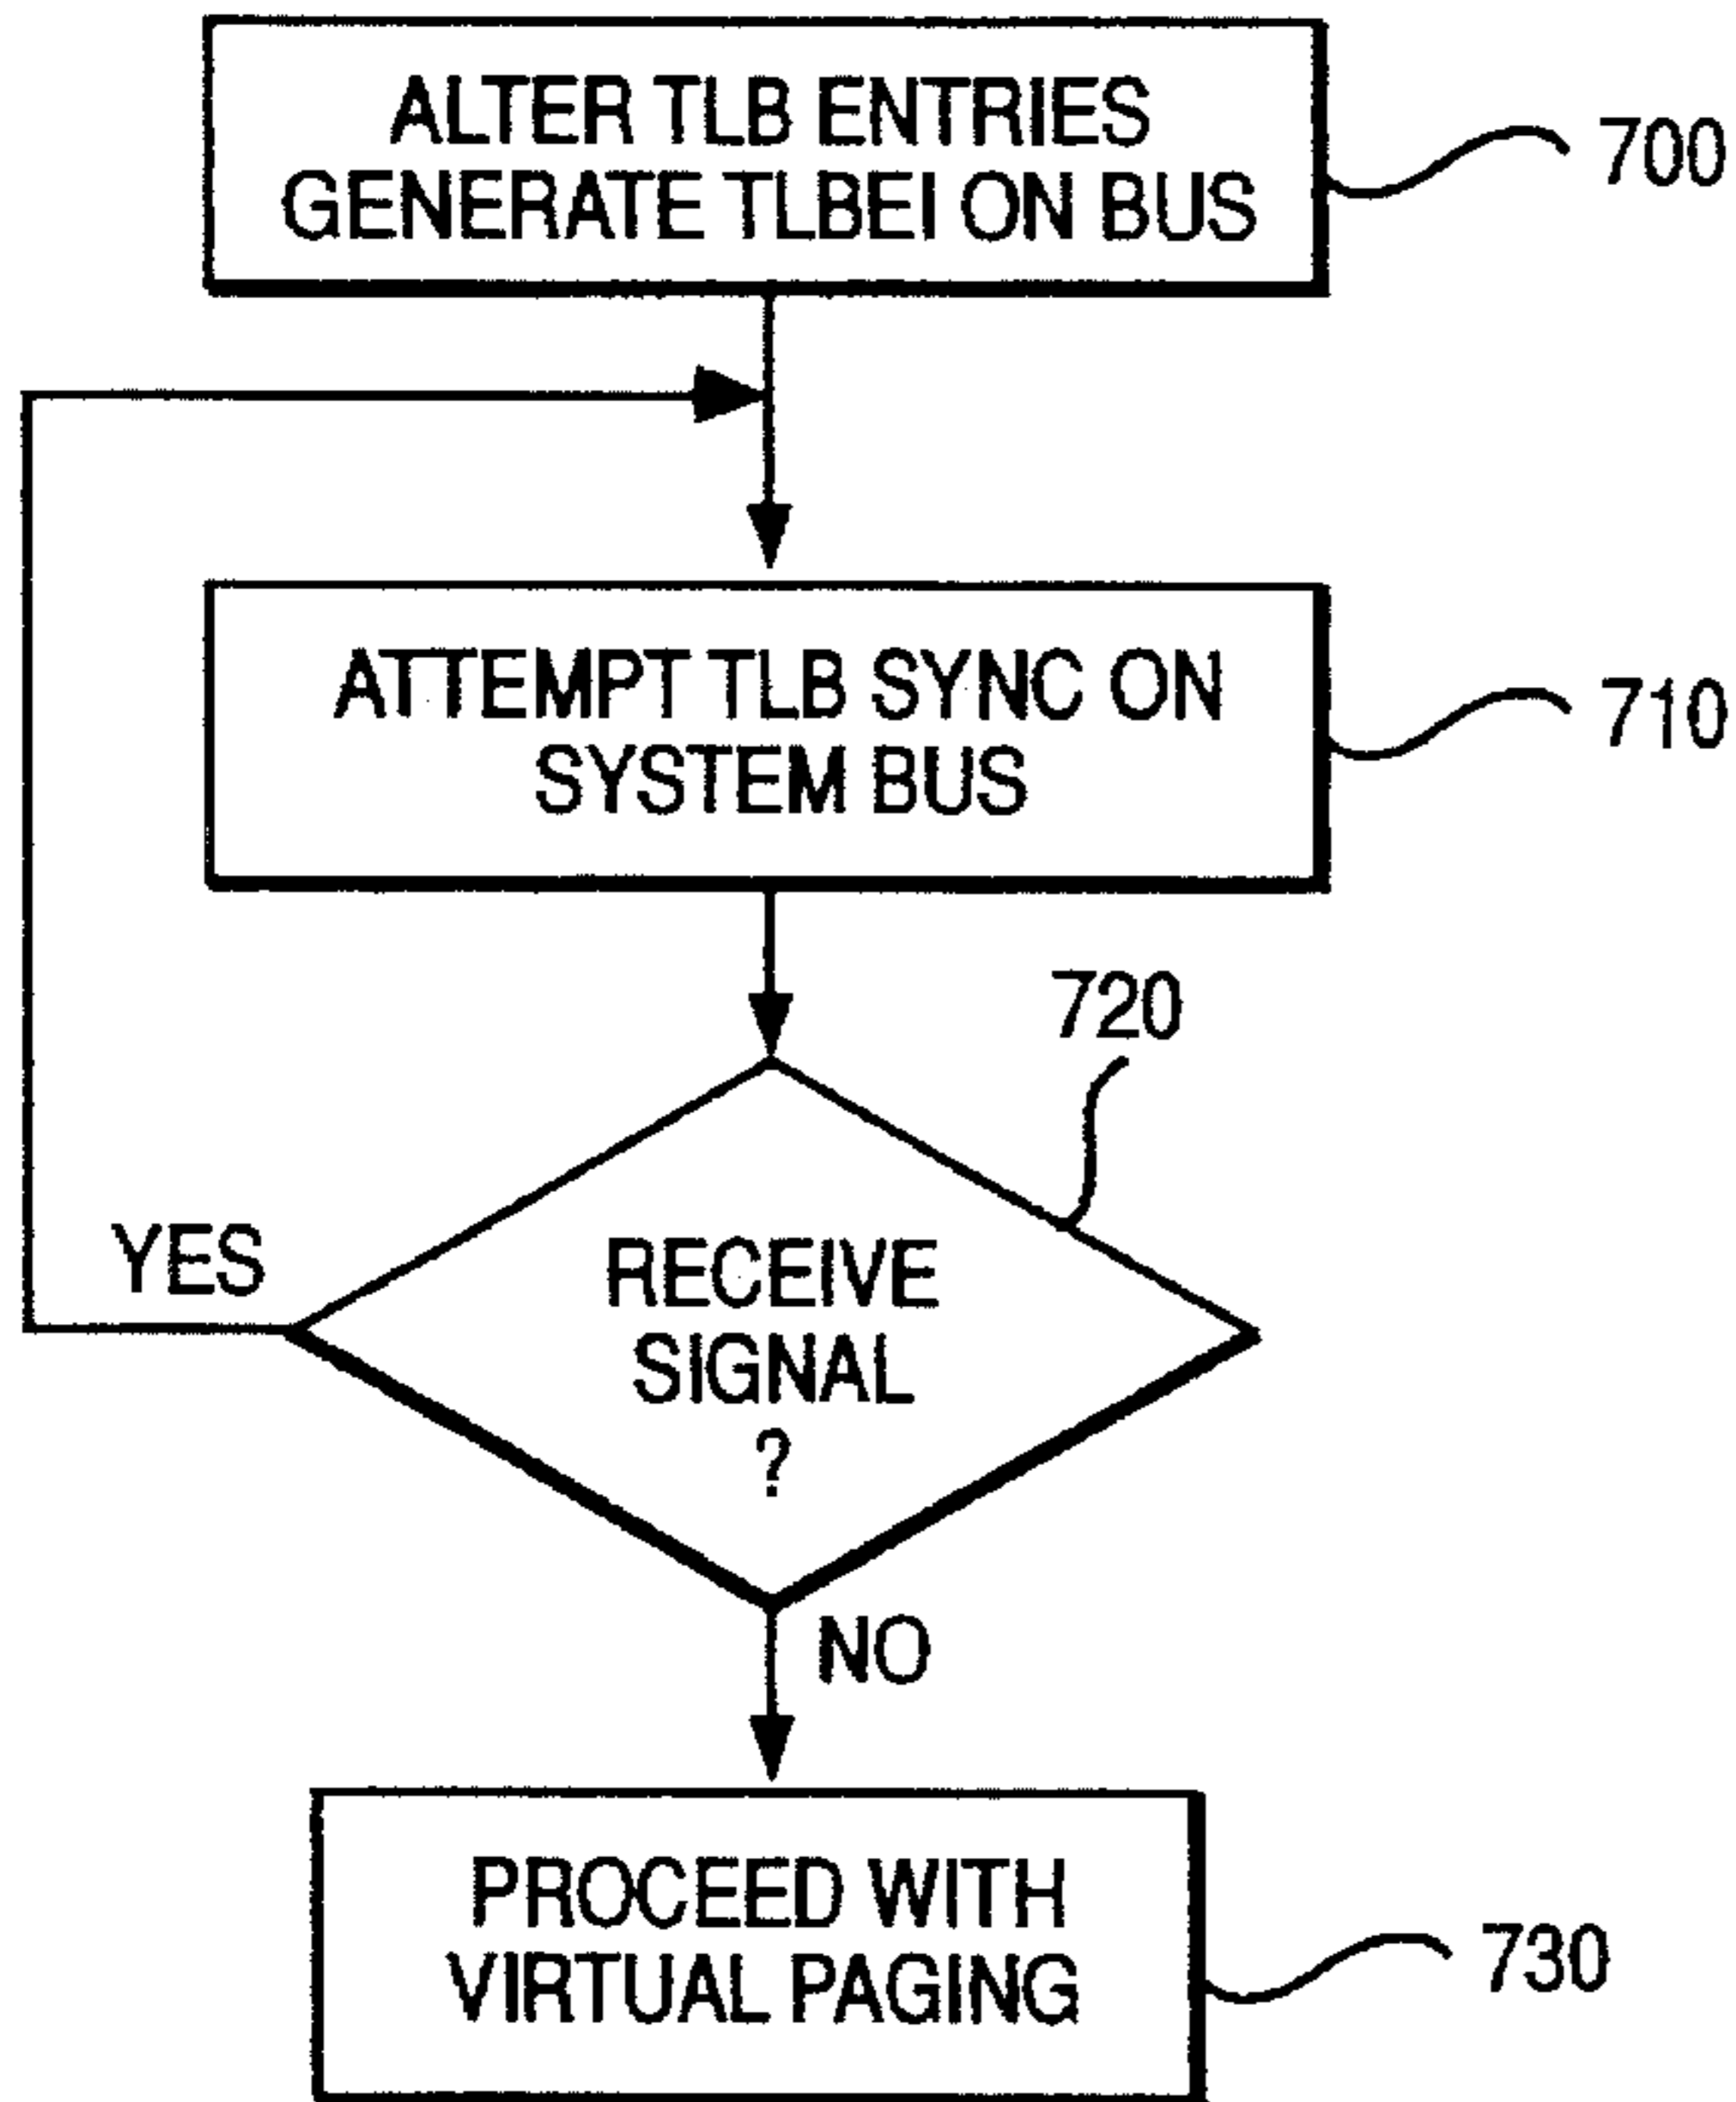 ALTER TLB ENTRIES
GENERATE TLBEI ON BUS
700
ATTEMPT TLB SYNC ON
SYSTEM BUS
710
720
YES
RECEIVE
SIGNAL
?
NO
PROCEED WITH
VIRTUAL PAGING
730